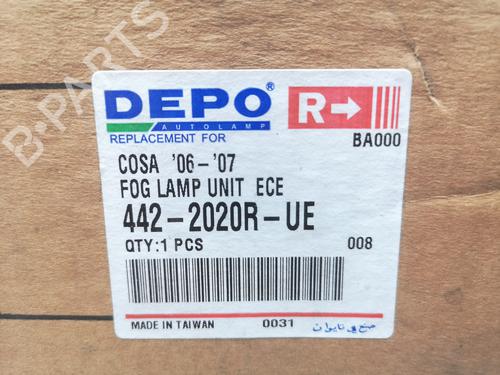 B-PARTS
DEPO®
AUTOLAMP
REPLACEMENT FOR
R→
BA000
COSA '06-'07
FOG LAMP UNIT ECE
442-2020R-UE
QTY:1 PCS
008
MADE IN TAIWAN
0031
صنع في تايوان